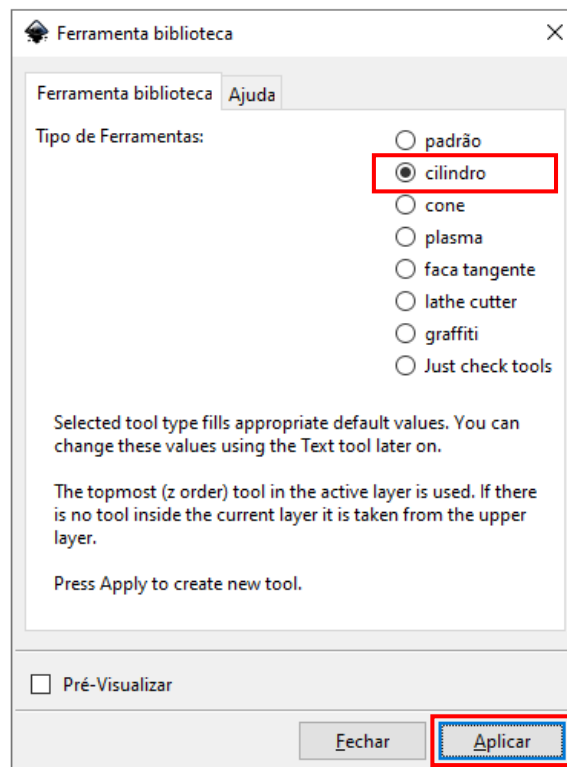 Ferramenta biblioteca
Ferramenta biblioteca Ajuda
Tipo de Ferramentas:
padrão
cilindro
cone
plasma
faca tangente
lathe cutter
graffiti
Just check tools
Selected tool type fills appropriate default values. You can
change these values using the Text tool later on.
The topmost (z order) tool in the active layer is used. If there
is no tool inside the current layer it is taken from the upper
layer.
Press Apply to create new tool.
Pré-Visualizar
Fechar Aplicar